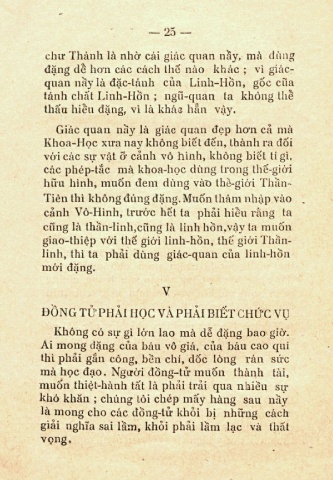 — 25 —
chư Thánh là nhờ cái giác quan nầy, mà dùng
đặng dễ hơn các cách thế nào khác ; vì giác-
quan nầy là đặc-tánh của Linh-Hồn, gốc của
tánh chất Linh-Hồn ; ngũ-quan ta không thể
thấu hiểu đặng, vì là khác hẳn vậy.
Giác quan nầy là giác quan đẹp hơn cả mà
Khoa-Học xưa nay không biết đến, thành ra đối
với các sự vật ở cảnh vô hình, không biết tí gì,
các phép-tắc mà khoa-học dùng trong thế-giới
hữu hình, muốn đem dùng vào thế-giới Thần-
Tiên thì không đúng đặng. Muốn thám nhập vào
cảnh Vô-Hình, trước hết ta phải hiểu rằng ta
cũng là thần-linh, cũng là linh hồn, vậy ta muốn
giao-thiệp với thế giới linh-hồn, thế giới Thần-
linh, thì ta phải dùng giác-quan của linh-hồn
mới đặng.
V
ĐỒNG TỬ PHẢI HỌC VÀ PHẢI BIẾT CHỨC VỤ
Không có sự gì lớn lao mà dễ đặng bao giờ.
Ai mong dặng của báu vô giá, của báu cao qui
thì phải gắn công, bền chí, dốc lòng rán sức
mà học đạo. Người đồng-tử muốn thành tài,
muốn thiệt-hành tất là phải trải qua nhiều sự
khó khăn ; chúng tôi chép mấy hàng sau nầy
là mong cho các đồng-tử khỏi bị những cách
giải nghĩa sai lầm, khỏi phải lầm lạc và thất
vọng.